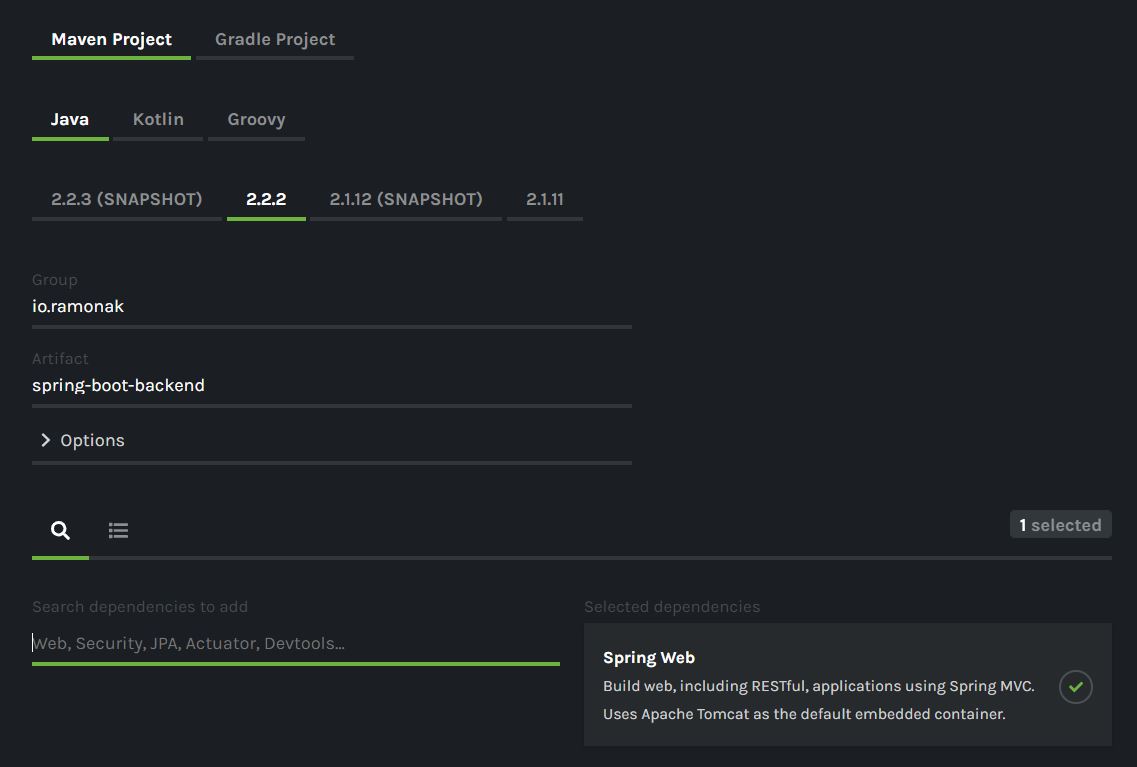 Maven Project Gradle Project
Java Kotlin Groovy
2.2.3 (SNAPSHOT) 2.2.2 2.1.12 (SNAPSHOT) 2.1.11
Group
io.ramonak
Artifact
spring-boot-backend
Options
1 selected
Search dependencies to add
Web, Security, JPA, Actuator, Devtools...
Selected dependencies
Spring Web
Build web, including RESTful, applications using Spring MVC.
Uses Apache Tomcat as the default embedded container.